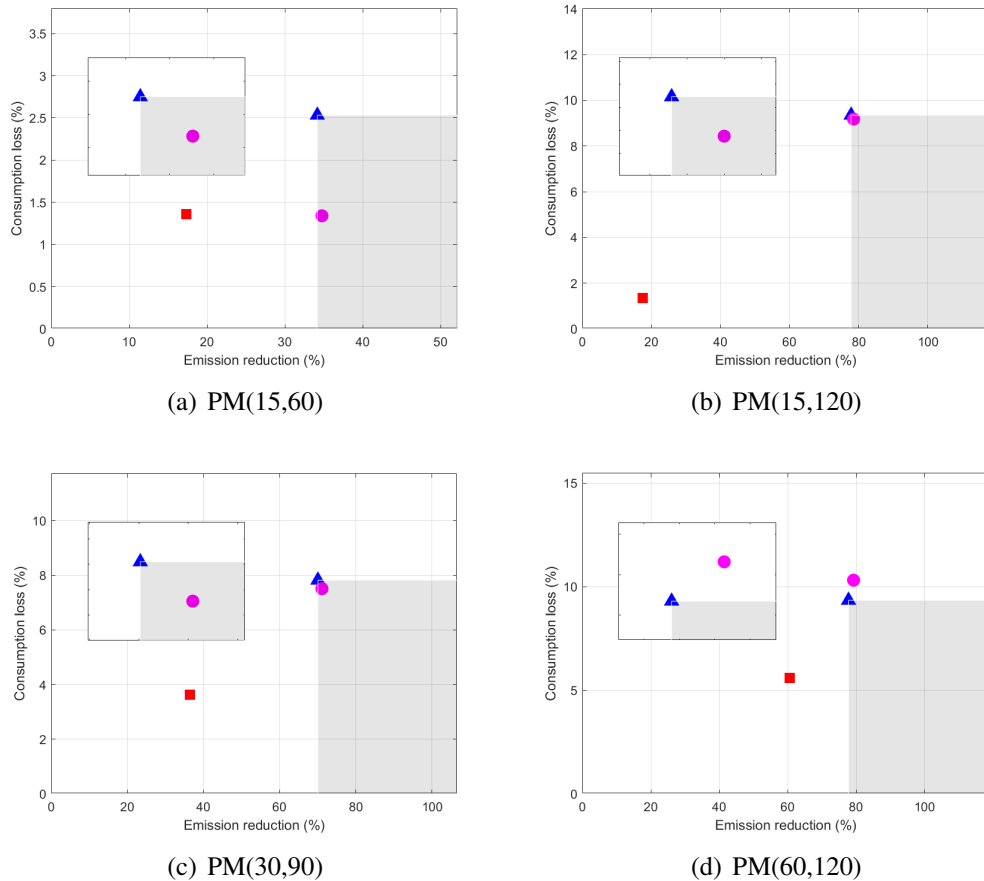 3.5
3
2.5
2
1.5
1
0.5
0
Consumption loss (%)
0 10 20 30 40 50
Emission reduction (%)
(a) PM(15,60)
14
12
10
8
6
4
2
0
Consumption loss (%)
0 20 40 60 80 100
Emission reduction (%)
(b) PM(15,120)
10
8
6
4
2
0
Consumption loss (%)
0 20 40 60 80 100
Emission reduction (%)
(c) PM(30,90)
15
10
5
0
Consumption loss (%)
0 20 40 60 80 100
Emission reduction (%)
(d) PM(60,120)